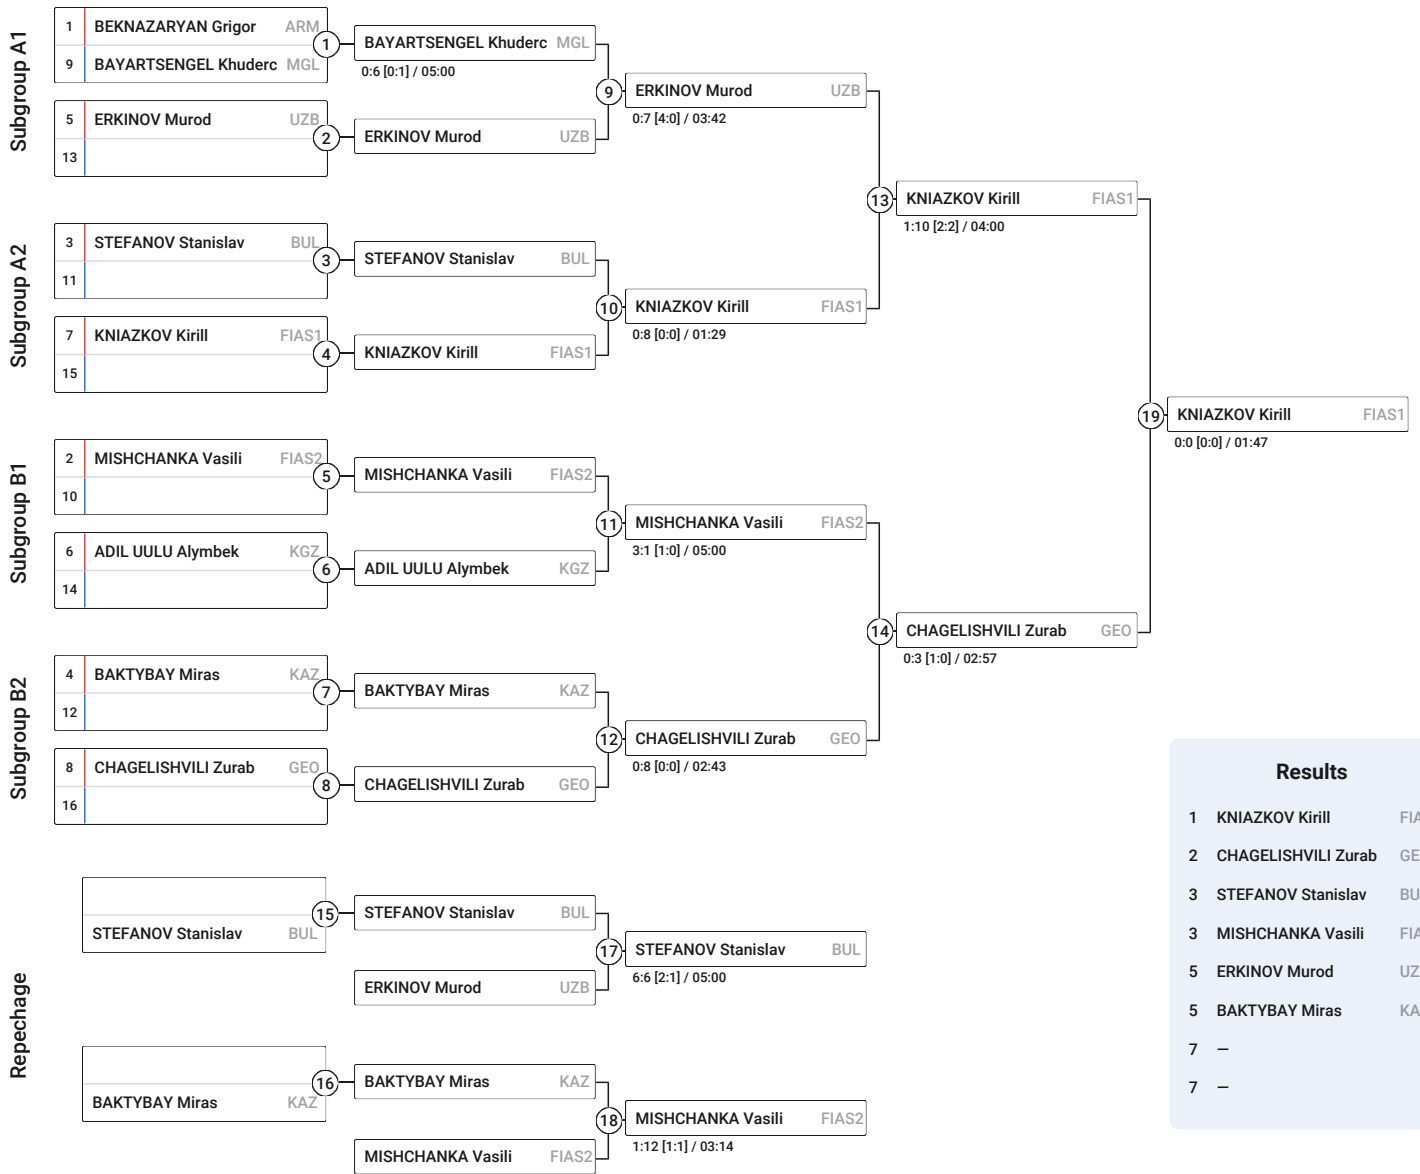 Subgroup A1
1 BEKNAZARYAN Grigor ARM
9 BAYARTSENGEL Khuderc MGL
1
BAYARTSENGEL Khuderc MGL
0:6 [0:1] / 05:00
5 ERKINOV Murod UZB
13
2
ERKINOV Murod UZB
9
ERKINOV Murod UZB
0:7 [4:0] / 03:42
Subgroup A2
3 STEFANOV Stanislav BUL
11
3
STEFANOV Stanislav BUL
7 KNIAZKOV Kirill FIAS1
15
4
KNIAZKOV Kirill FIAS1
10
KNIAZKOV Kirill FIAS1
0:8 [0:0] / 01:29
13
KNIAZKOV Kirill FIAS1
1:10 [2:2] / 04:00
Subgroup B1
2 MISHCHANKA Vasili FIAS2
10
5
MISHCHANKA Vasili FIAS2
6 ADIL UULU Alymbek KGZ
14
6
ADIL UULU Alymbek KGZ
11
MISHCHANKA Vasili FIAS2
3:1 [1:0] / 05:00
Subgroup B2
4 BAKTYBAY Miras KAZ
12
7
BAKTYBAY Miras KAZ
8 CHAGELISHVILI Zurab GEO
16
8
CHAGELISHVILI Zurab GEO
12
CHAGELISHVILI Zurab GEO
0:8 [0:0] / 02:43
14
CHAGELISHVILI Zurab GEO
0:3 [1:0] / 02:57
19
KNIAZKOV Kirill FIAS1
0:0 [0:0] / 01:47
Repechage
STEFANOV Stanislav BUL
15
STEFANOV Stanislav BUL
ERKINOV Murod UZB
17
STEFANOV Stanislav BUL
6:6 [2:1] / 05:00
BAKTYBAY Miras KAZ
16
BAKTYBAY Miras KAZ
MISHCHANKA Vasili FIAS2
18
MISHCHANKA Vasili FIAS2
1:12 [1:1] / 03:14
Results
1 KNIAZKOV Kirill
2 CHAGELISHVILI Zurab
3 STEFANOV Stanislav
3 MISHCHANKA Vasili
5 ERKINOV Murod
5 BAKTYBAY Miras
7 –
7 –